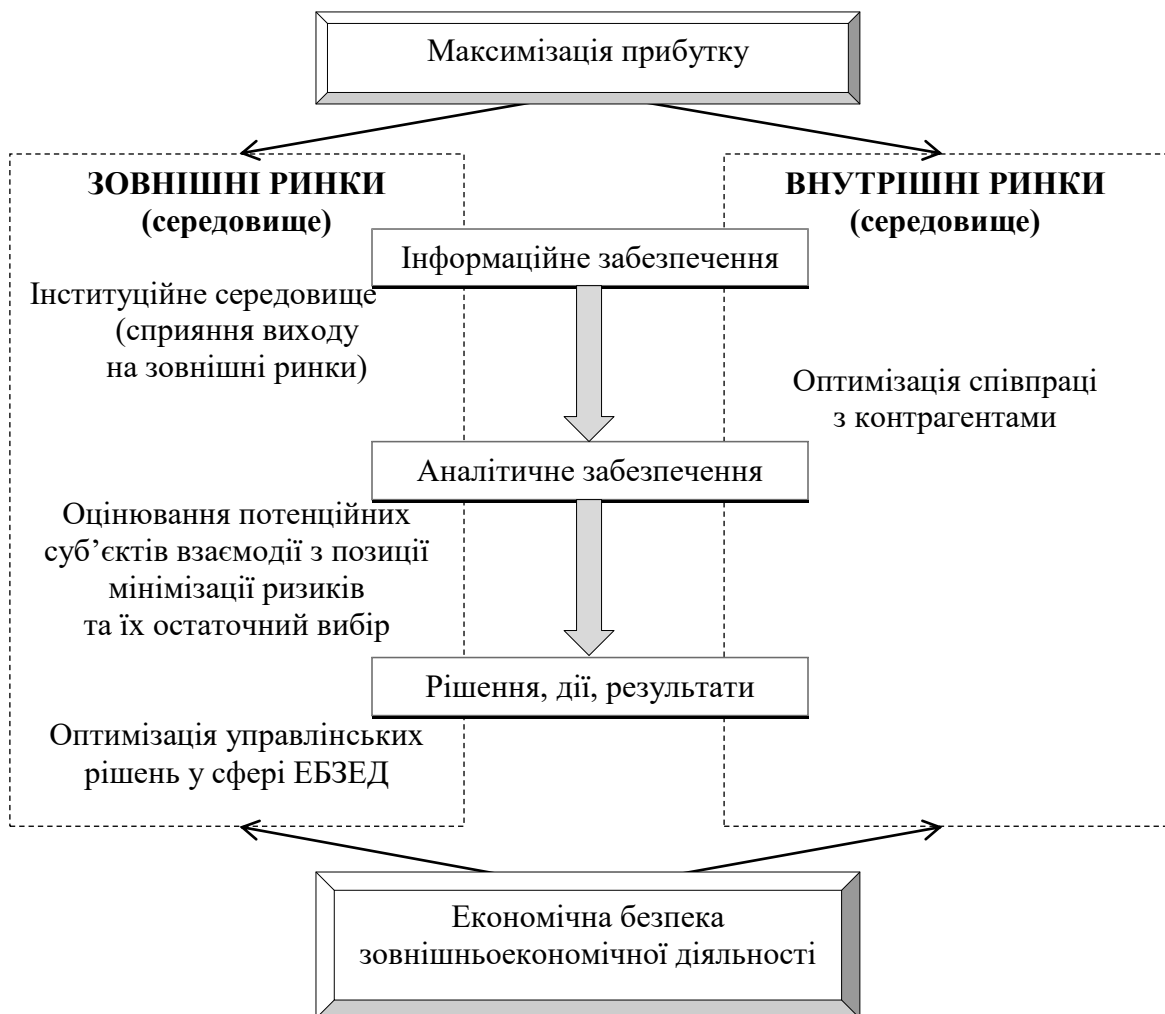 Максимізація прибутку
ЗОВНІШНІ РИНКИ
(середовище)
ВНУТРІШНІ РИНКИ
(середовище)
Інформаційне забезпечення
Інституційне середовище
(сприяння виходу
на зовнішні ринки)
Оптимізація співпраці
з контрагентами
Аналітичне забезпечення
Оцінювання потенційних
суб’єктів взаємодії з позиції
мінімізації ризиків
та їх остаточний вибір
Рішення, дії, результати
Оптимізація управлінських
рішень у сфері ЕБЗЕД
Економічна безпека
зовнішньоекономічної діяльності